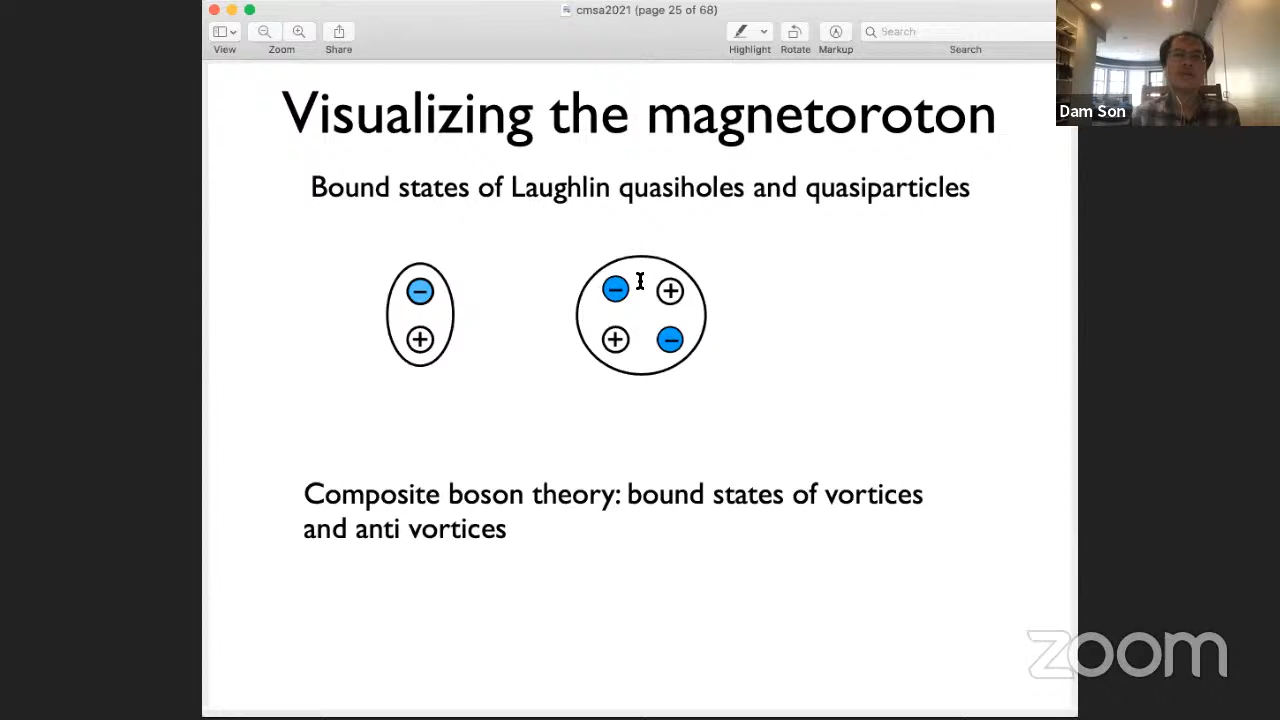 cmsa2021 (page 25 of 68)
View Zoom Share Highlight Rotate Markup Search
Search
Dam Son
Visualizing the magnetoroton
Bound states of Laughlin quasiholes and quasiparticles
− − +
+ + −
Composite boson theory: bound states of vortices
and anti vortices
zoom